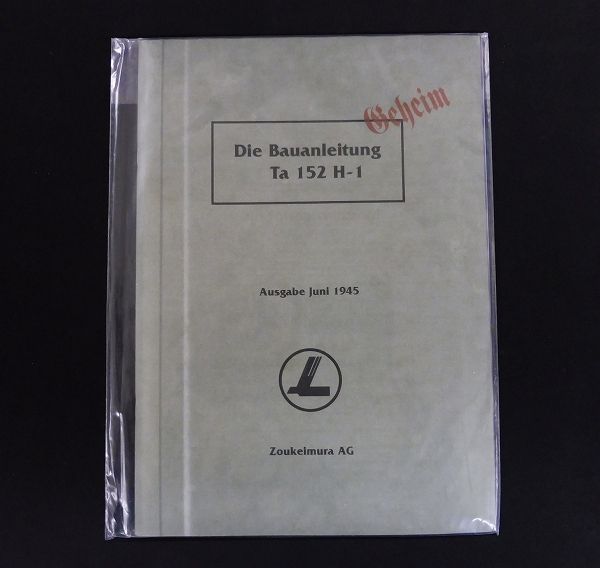 Geheim
Die Bauanleitung
Ta 152 H-1
Ausgabe Juni 1945
L
Zoukeimura AG